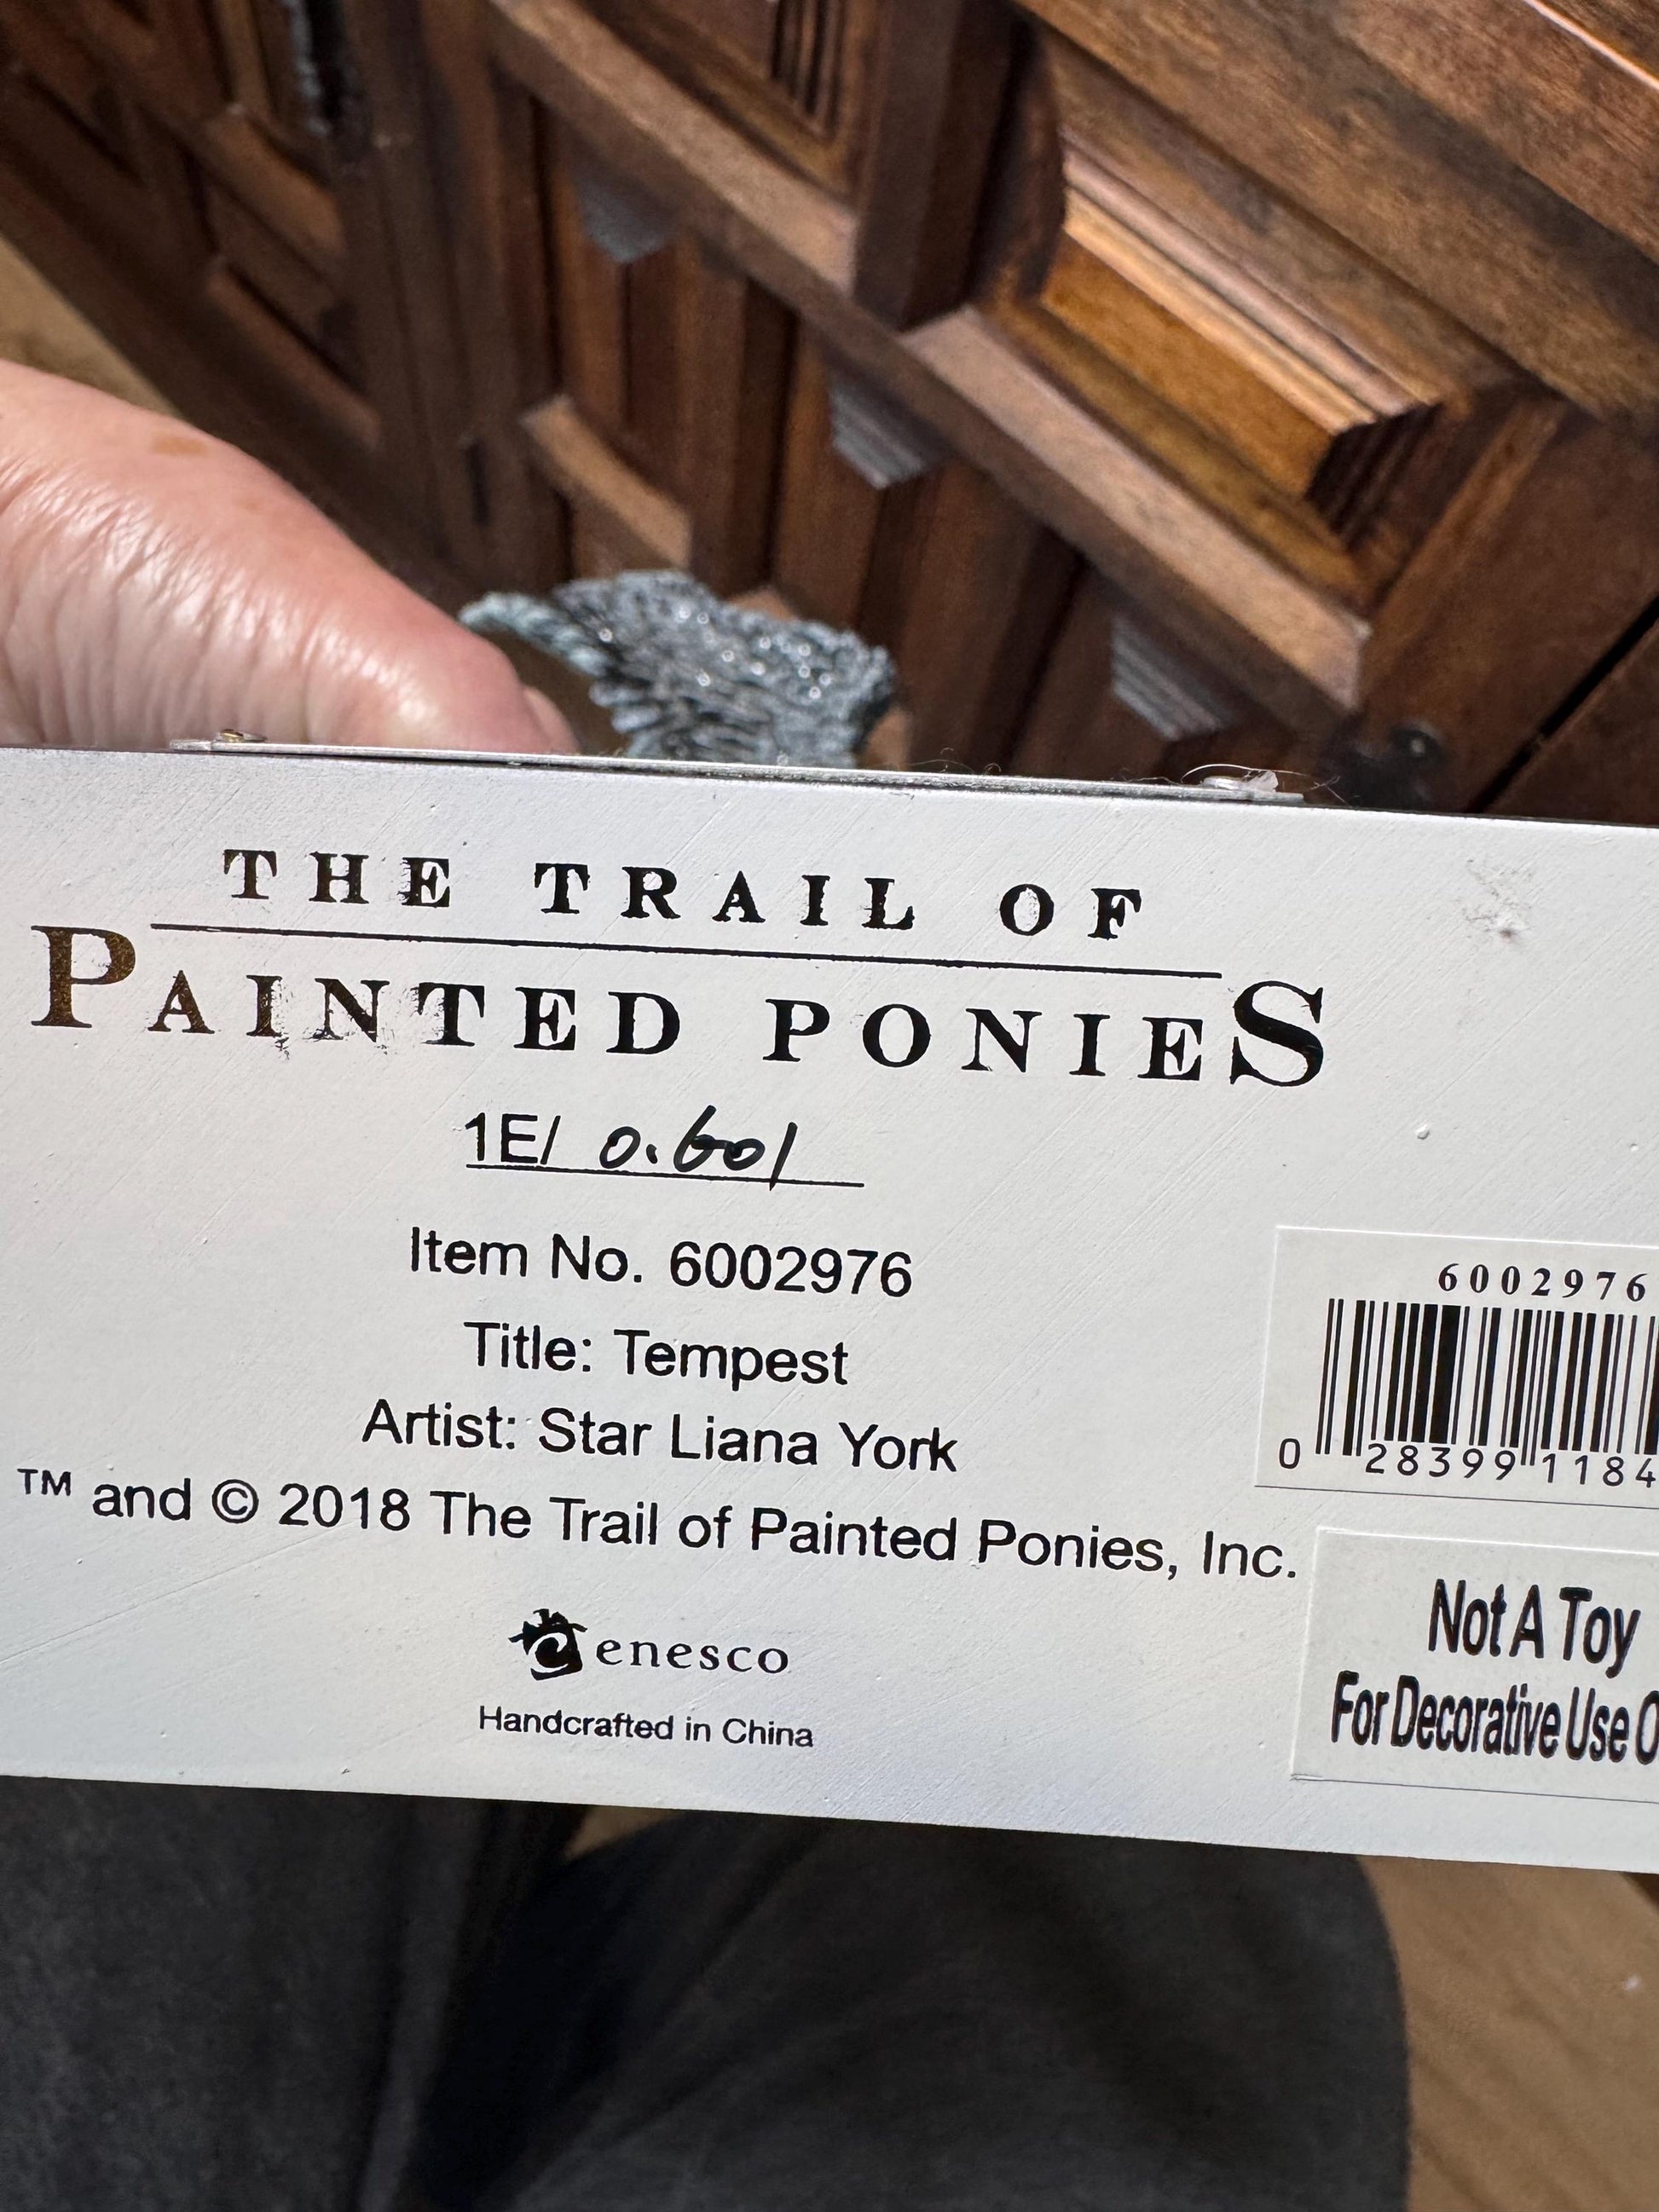 THE TRAIL OF
PAINTED PONIES
1E/ 0.601
Item No. 6002976
Title: Tempest
Artist: Star Liana York
™ and © 2018 The Trail of Painted Ponies, Inc.
enesco
Handcrafted in China
6002976
0 28399 1184
Not A Toy
For Decorative Use